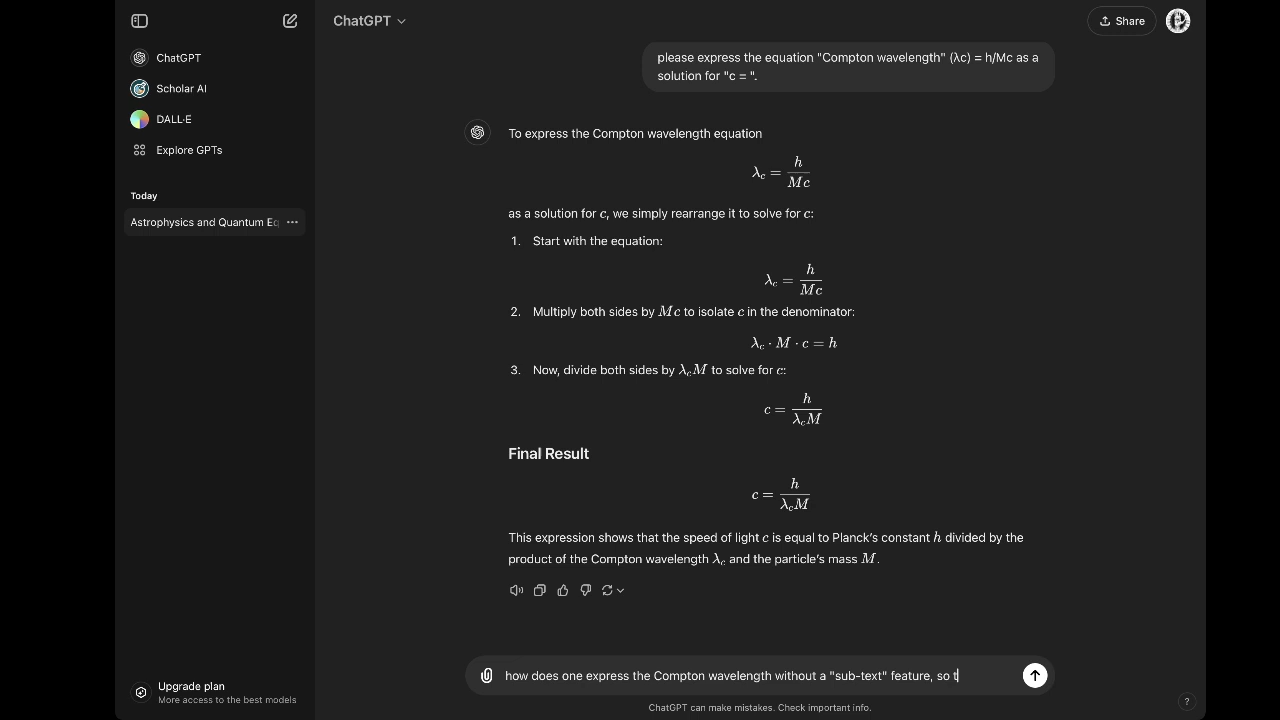 ChatGPT
Share
ChatGPT
Scholar AI
DALL·E
Explore GPTs
Today
Astrophysics and Quantum Eq
please express the equation "Compton wavelength" (λc) = h/Mc as a
solution for "c = ".
To express the Compton wavelength equation
λc = h/Mc
as a solution for c, we simply rearrange it to solve for c:
1. Start with the equation:
λc = h/Mc
2. Multiply both sides by Mc to isolate c in the denominator:
λc · M · c = h
3. Now, divide both sides by λcM to solve for c:
c = h/λcM
Final Result
c = h/λcM
This expression shows that the speed of light c is equal to Planck's constant h divided by the
product of the Compton wavelength λc and the particle's mass M.
how does one express the Compton wavelength without a "sub-text" feature, so t
Upgrade plan
More access to the best models
ChatGPT can make mistakes. Check important info.
?